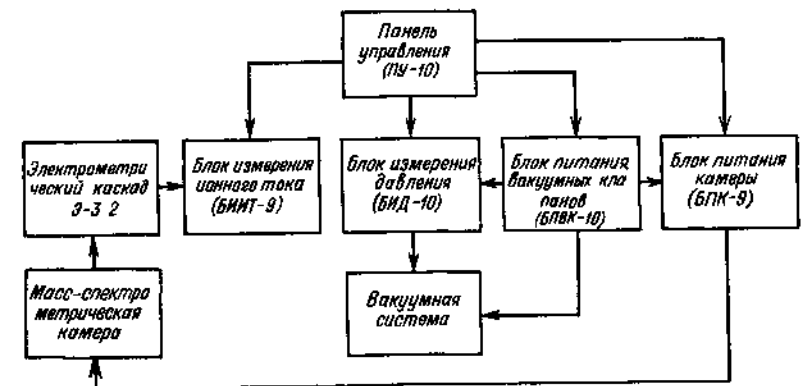 Панель
управления
(ПУ-10)
Электрометри
ческий каскад
Э-3 2
Блок измерения
ионного тока
(БИИТ-9)
Блок измерения
давления
(БИД-10)
Блок питания
вакуумных кла
панов
(БПВК-10)
Блок питания
камеры
(БПК-9)
Масс-спектро
метрическая
камера
Вакуумная
система